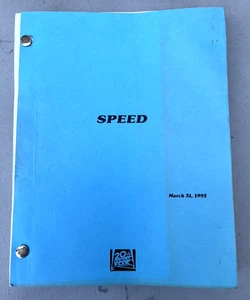 SPEED
March 31, 1993
20th
CENTURY
FOX